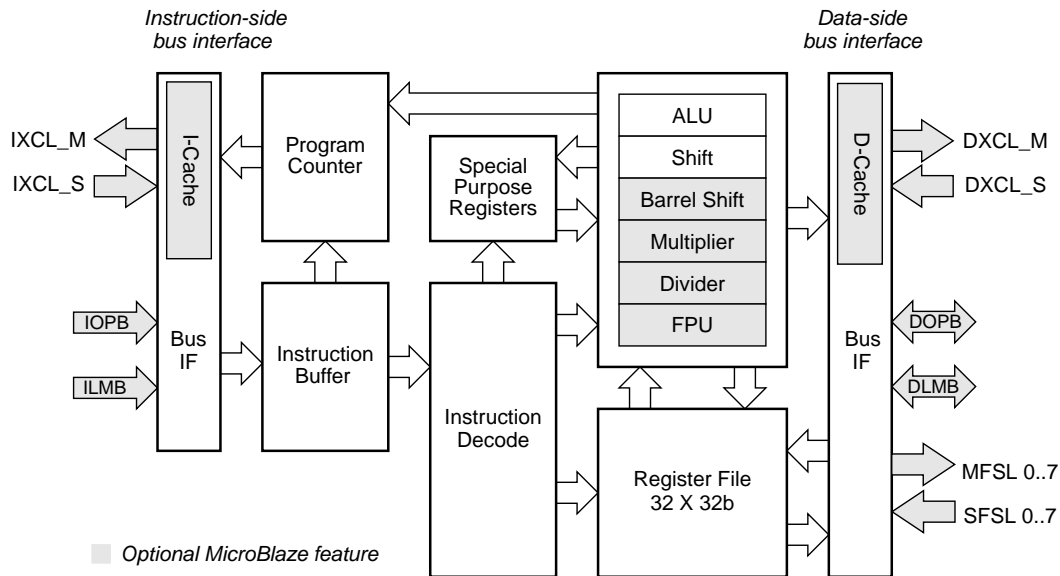 Instruction-side
bus interface
Data-side
bus interface
IXCL_M
IXCL_S
I-Cache
Program
Counter
Special
Purpose
Registers
ALU
Shift
Barrel Shift
Multiplier
Divider
FPU
D-Cache
DXCL_M
DXCL_S
IOPB
ILMB
Bus
IF
Instruction
Buffer
Instruction
Decode
Register File
32 X 32b
Bus
IF
DOPB
DLMB
MFSL 0..7
SFSL 0..7
Optional MicroBlaze feature